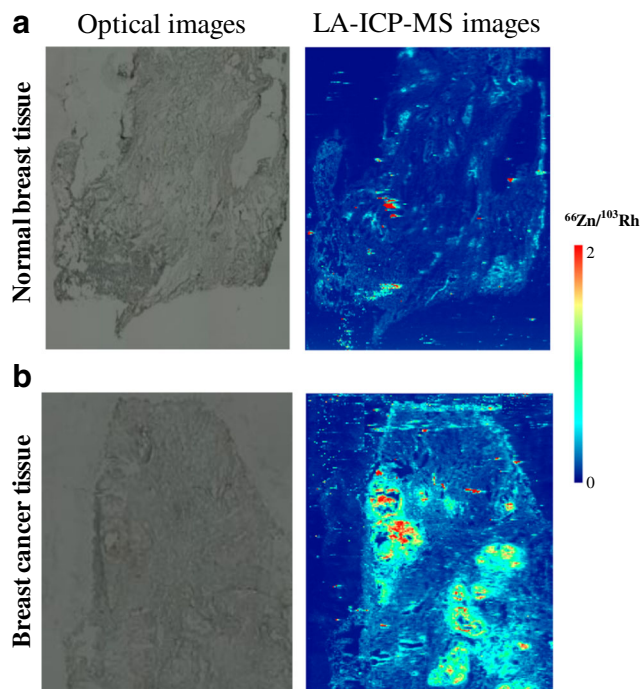 a
Optical images
LA-ICP-MS images
Normal breast tissue
⁶⁶Zn/¹⁰³Rh
2
0
b
Breast cancer tissue